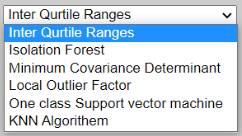 Inter Qurtile Ranges
Inter Qurtile Ranges
Isolation Forest
Minimum Covariance Determinant
Local Outlier Factor
One class Support vector machine
KNN Algorithem